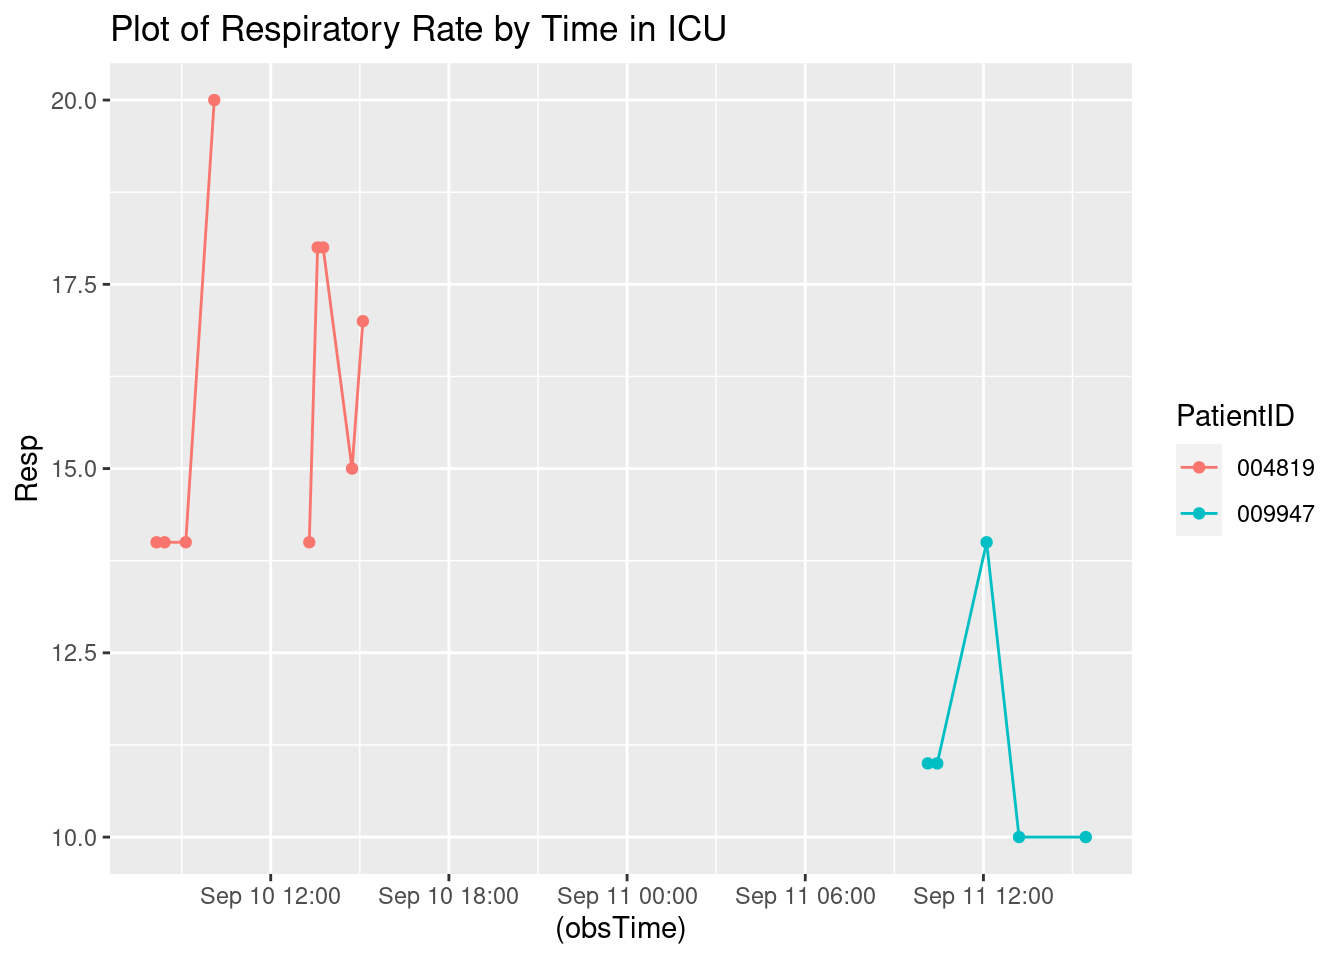 Plot of Respiratory Rate by Time in ICU
20.0
17.5
15.0
12.5
10.0
Resp
Sep 10 12:00
Sep 10 18:00
Sep 11 00:00
Sep 11 06:00
Sep 11 12:00
(obsTime)
PatientID
004819
009947